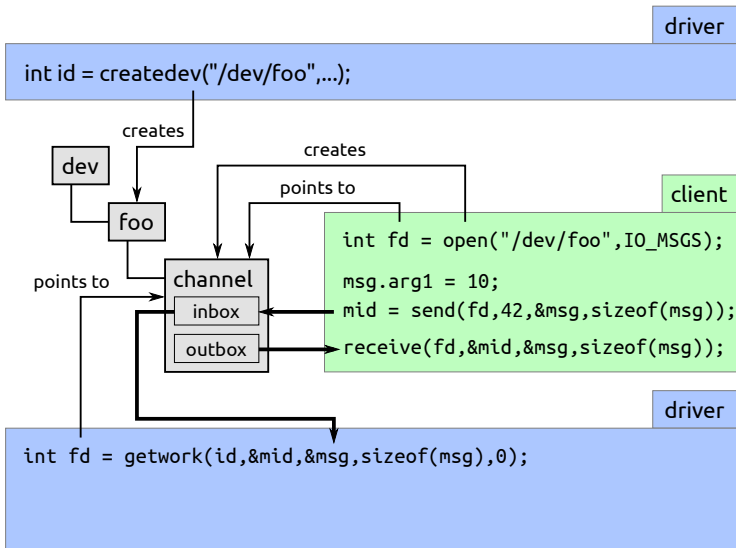 driver
int id = createdev("/dev/foo",...);
creates
dev
creates
foo
points to
client
int fd = open("/dev/foo",IO_MSGS);
channel
msg.arg1 = 10;
points to
inbox
mid = send(fd,42,&msg,sizeof(msg));
outbox
receive(fd,&mid,&msg,sizeof(msg));
driver
int fd = getwork(id,&mid,&msg,sizeof(msg),0);